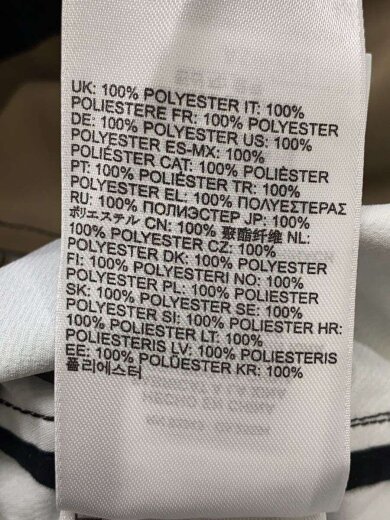 UK: 100% POLYESTER IT: 100%
POLIESTERE FR: 100% POLYESTER
DE: 100% POLYESTER US: 100%
POLYESTER ES-MX: 100%
POLIÉSTER CAT: 100% POLIÈSTER
PT: 100% POLIÉSTER TR: 100%
POLYESTER EL: 100% ΠΟΛΥΕΣΤΕΡΑΣ
RU: 100% ПОЛИЭСТЕР JP: 100%
ポリエステル CN: 100% 聚酯纤维 NL:
100% POLYESTER CZ: 100%
POLYESTER DK: 100% POLYESTER
FI: 100% POLYESTERI NO: 100%
POLYESTER PL: 100% POLIESTER
SK: 100% POLYESTER SE: 100%
POLYESTER SI: 100% POLIESTER HR:
100% POLIESTER LT: 100%
POLIESTERIS LV: 100% POLIESTERIS
EE: 100% POLÜESTER KR: 100%
폴리에스터